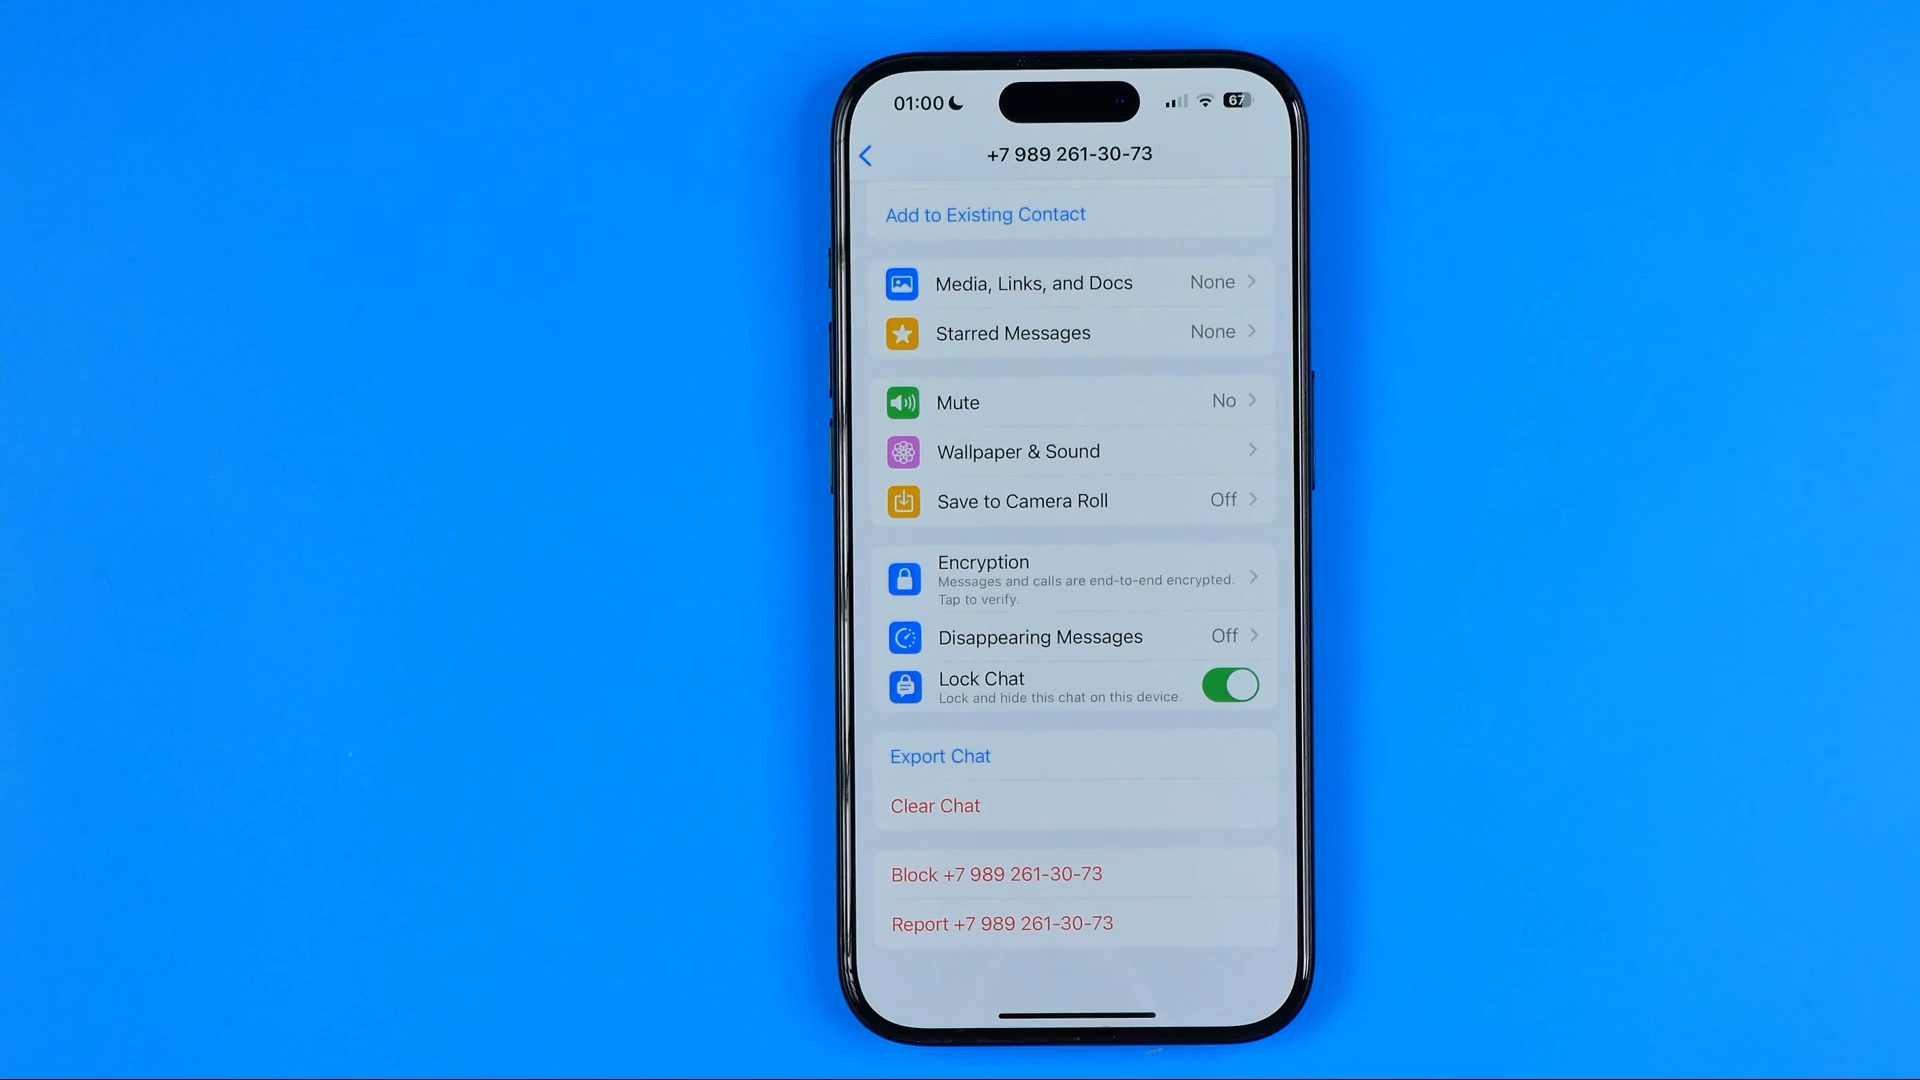 01:00
67
+7 989 261-30-73
Add to Existing Contact
Media, Links, and Docs None
Starred Messages None
Mute No
Wallpaper & Sound
Save to Camera Roll Off
Encryption
Messages and calls are end-to-end encrypted.
Tap to verify.
Disappearing Messages Off
Lock Chat
Lock and hide this chat on this device.
Export Chat
Clear Chat
Block +7 989 261-30-73
Report +7 989 261-30-73